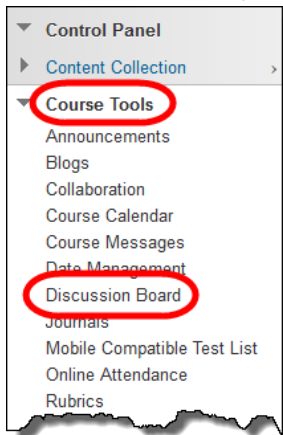 Control Panel
Content Collection
Course Tools
Announcements
Blogs
Collaboration
Course Calendar
Course Messages
Date Management
Discussion Board
Journals
Mobile Compatible Test List
Online Attendance
Rubrics